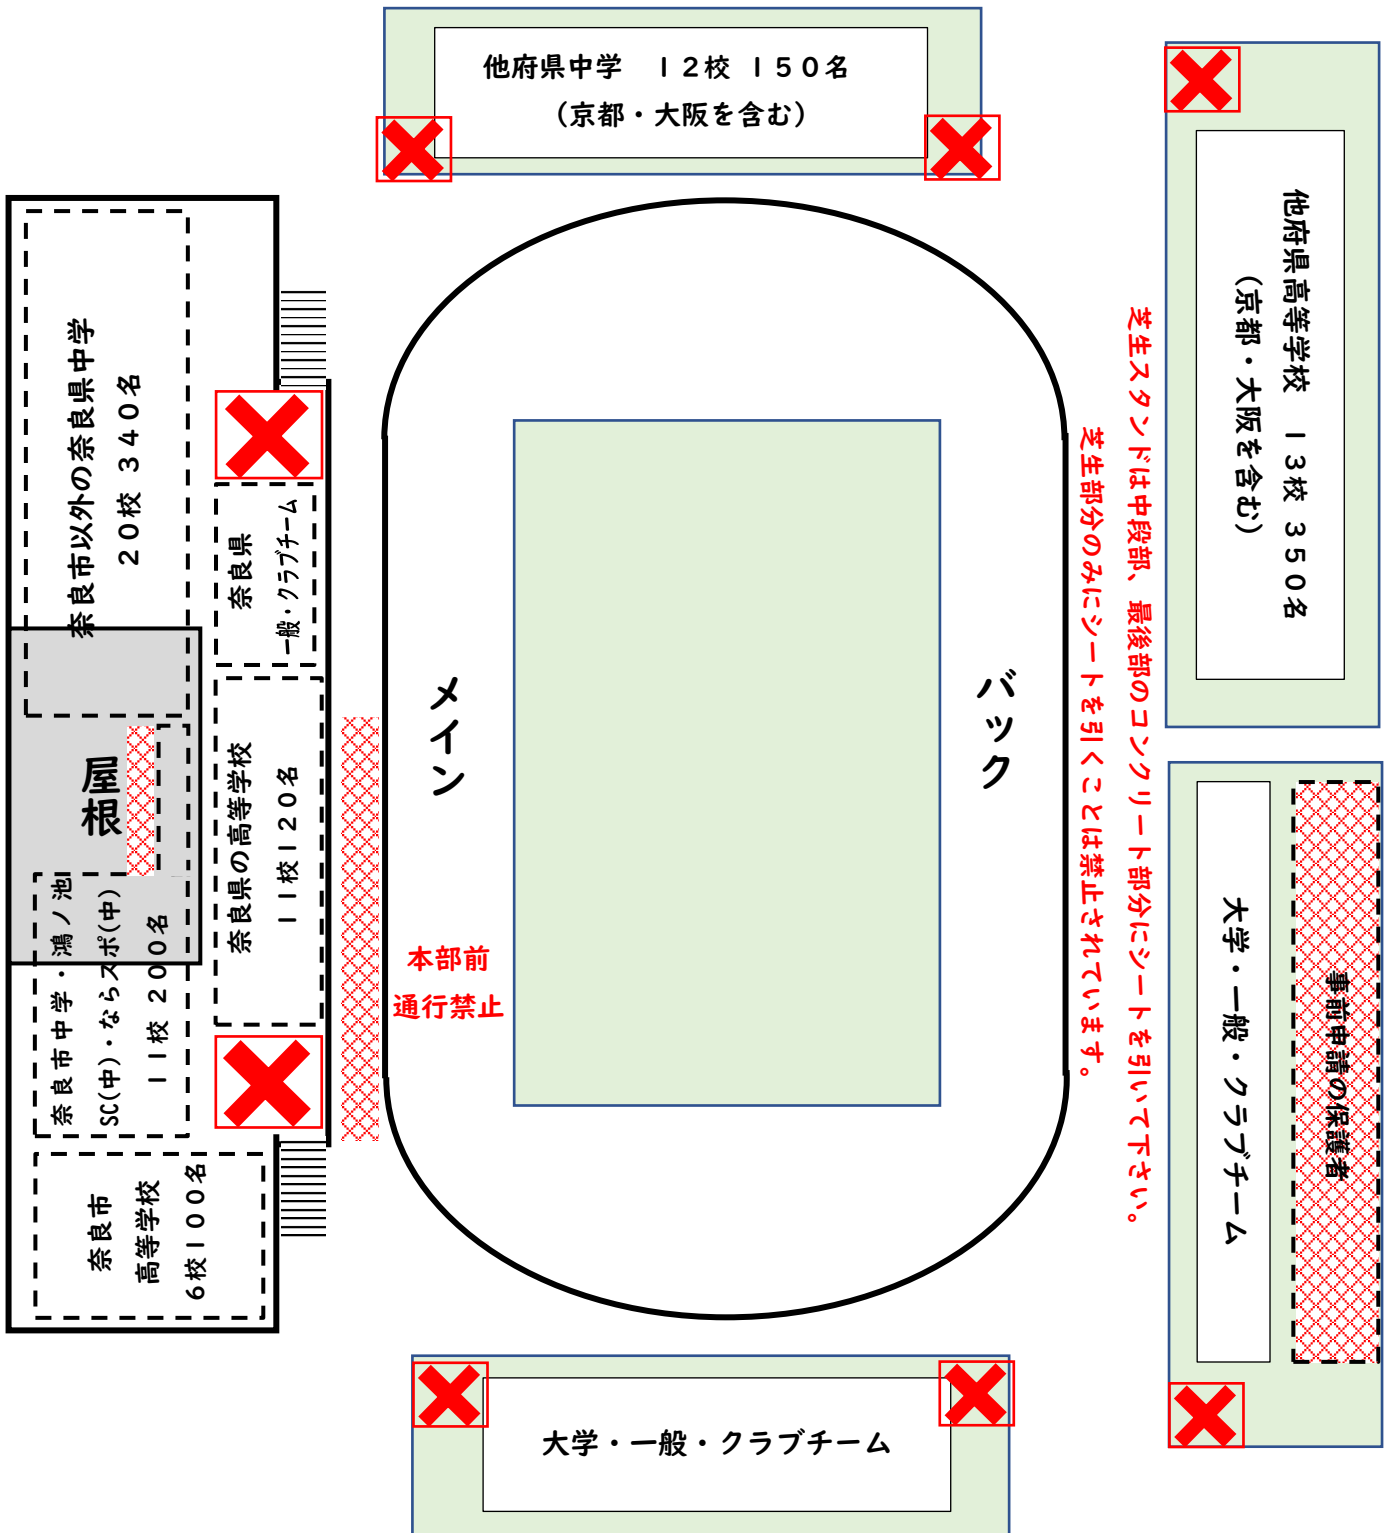 他府県中学　12校 150名
（京都・大阪を含む）
他府県高等学校　13校 350名
（京都・大阪を含む）
芝生スタンドは中段部、最後部のコンクリート部分にシートを引いて下さい。
芝生部分のみにシートを引くことは禁止されています。
奈良市以外の奈良県中学
20校 340名
奈良県
一般・クラブチーム
メイン
バック
屋根
奈良県の高等学校
11校120名
本部前
通行禁止
奈良市中学・鴻ノ池
SC(中)・ならスポ(中)
11校 200名
奈良市
高等学校
6校100名
事前申請の保護者
大学・一般・クラブチーム
大学・一般・クラブチーム